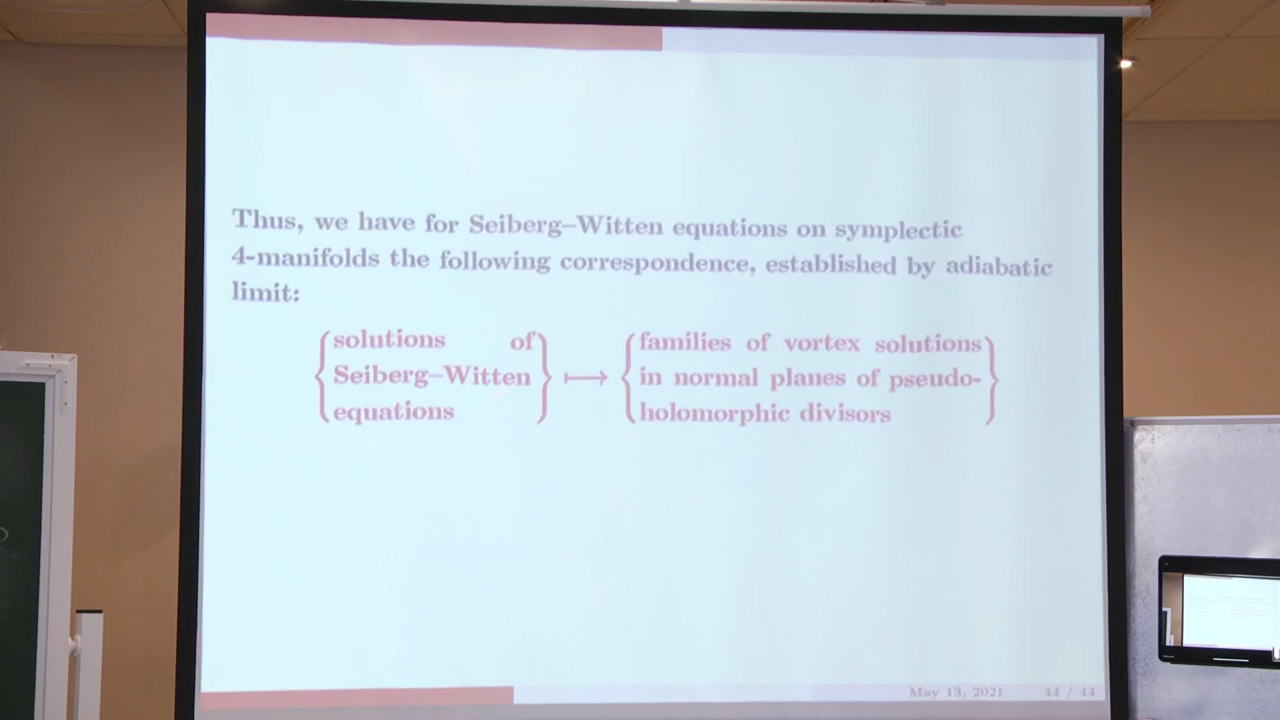 Thus, we have for Seiberg–Witten equations on symplectic
4-manifolds the following correspondence, established by adiabatic
limit:
{solutions of
Seiberg–Witten
equations} ↦ {families of vortex solutions
in normal planes of pseudo-
holomorphic divisors}
May 13, 2021 44 / 44